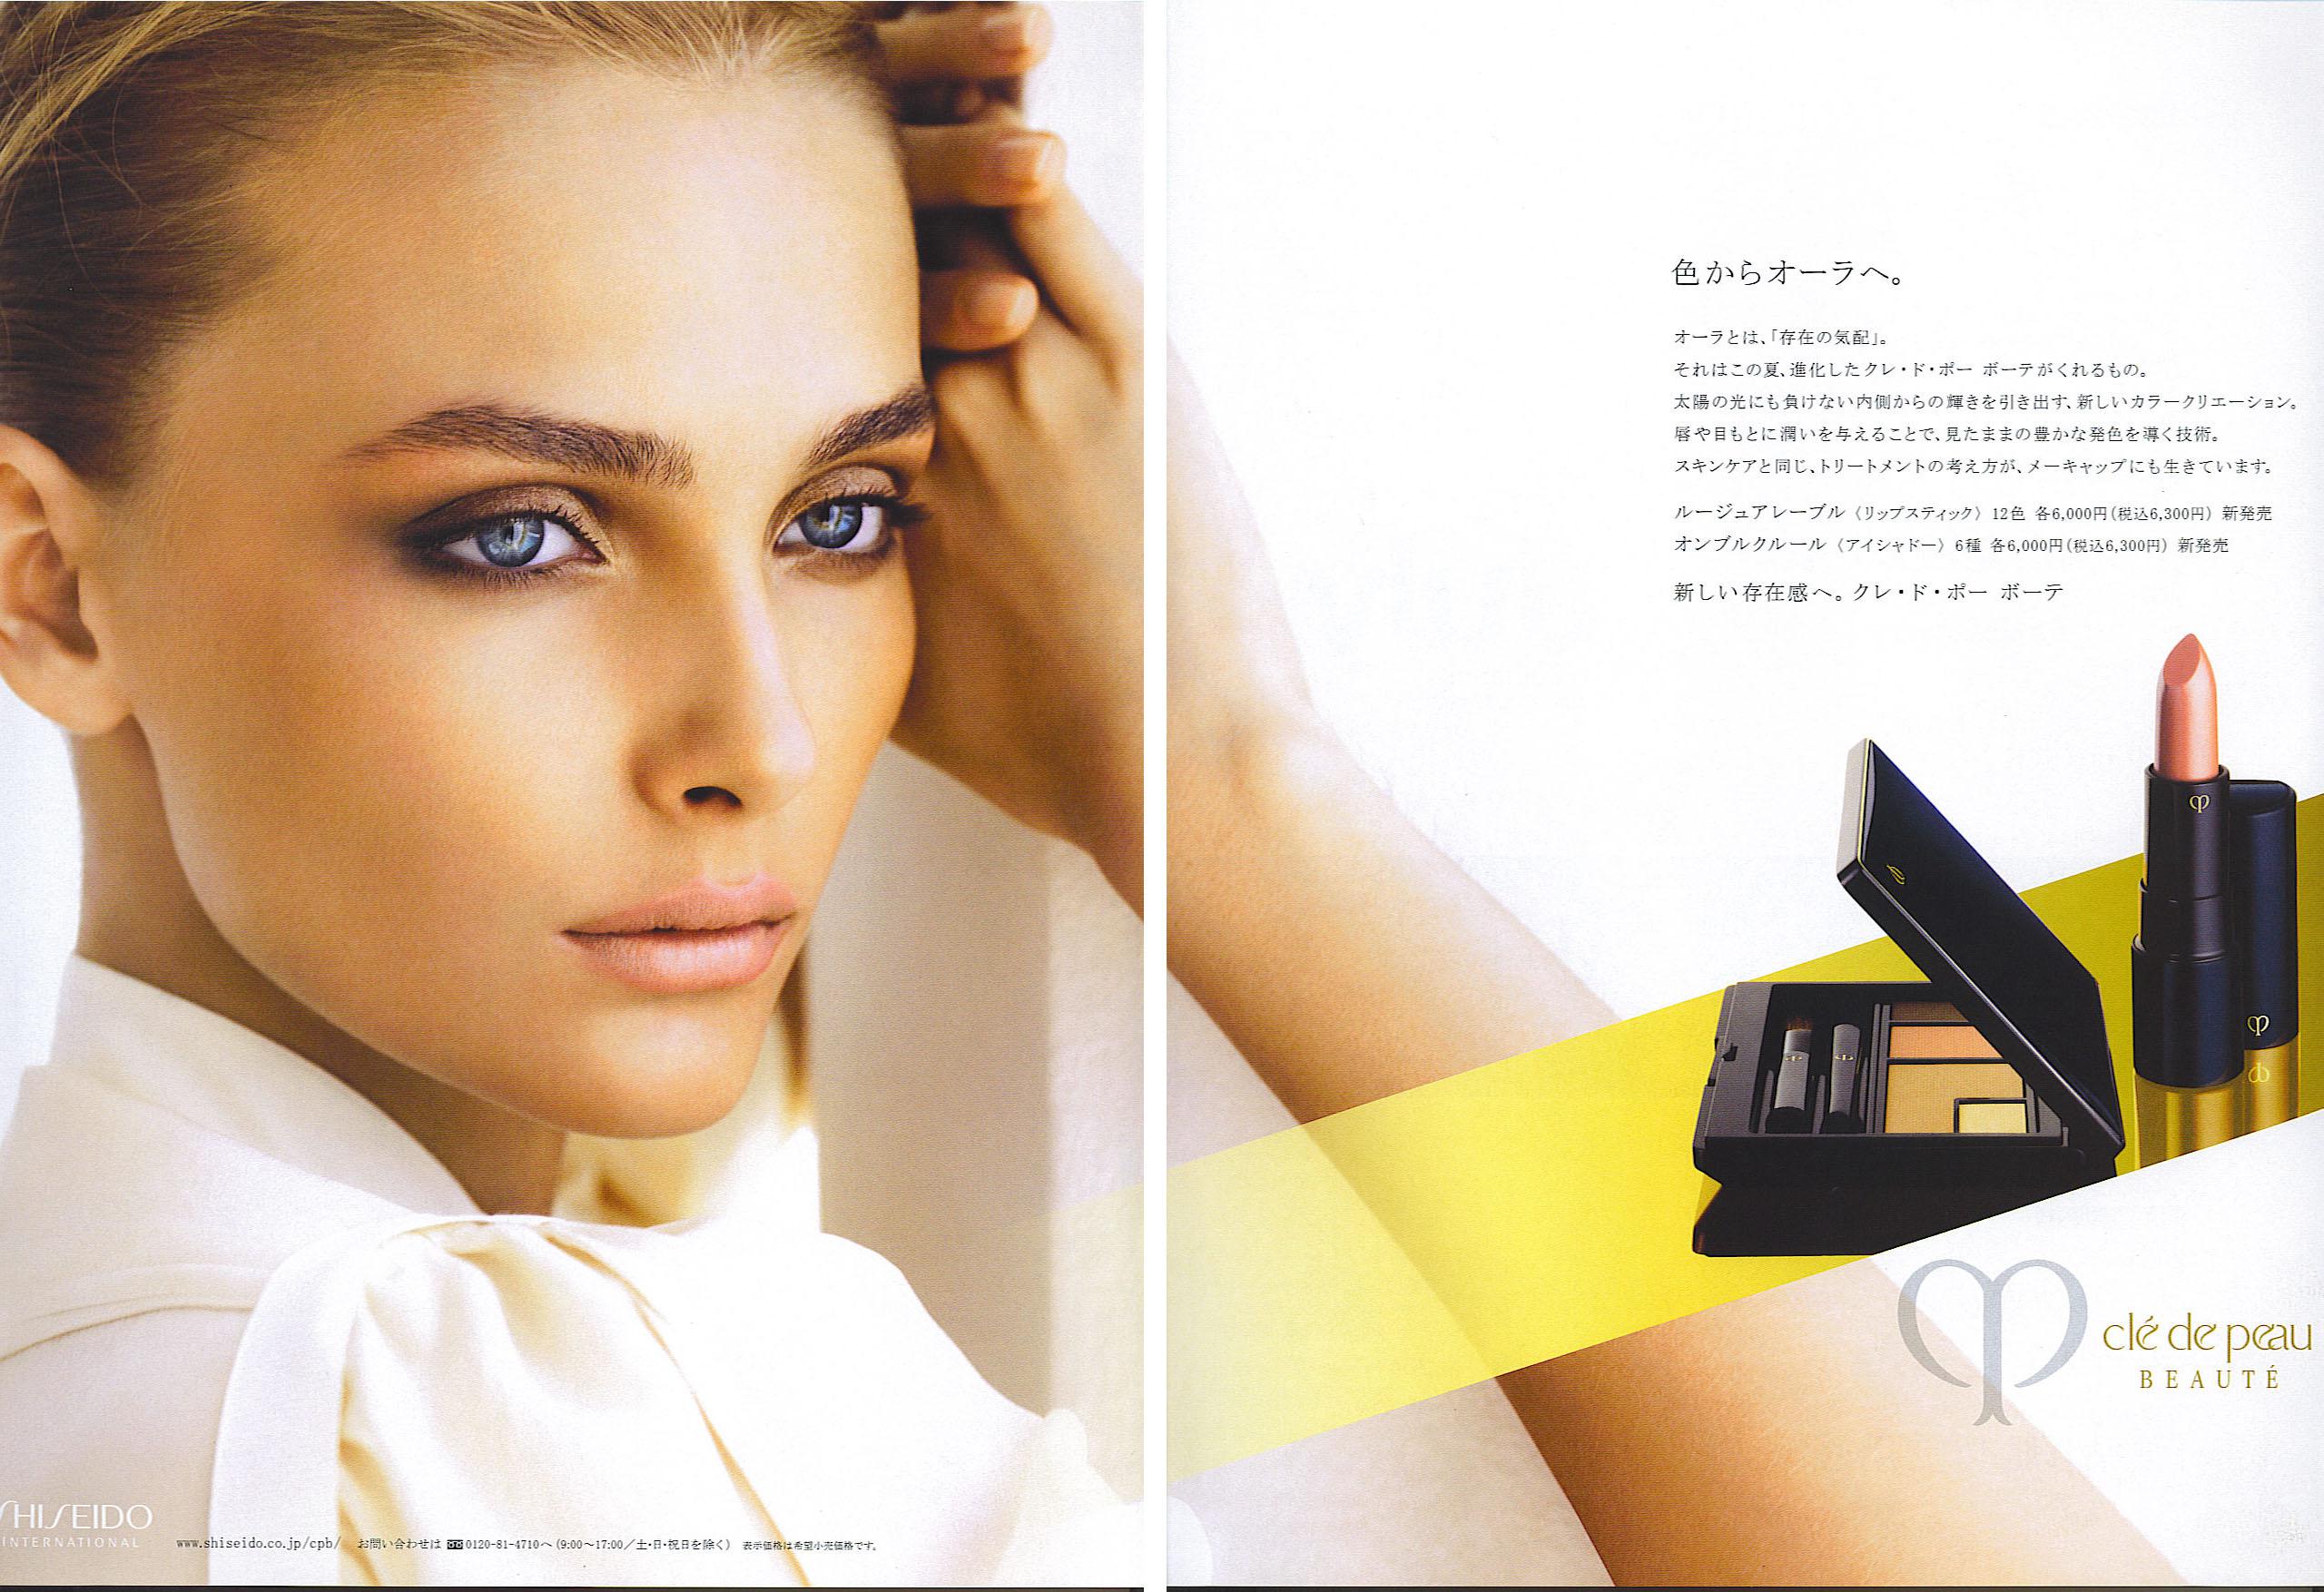 色からオーラへ。
オーラとは、「存在の気配」。
それはこの夏、進化したクレ・ド・ポー ボーテがくれるもの。
太陽の光にも負けない内側からの輝きを引き出す、新しいカラークリエーション。
唇や目もとに潤いを与えることで、見たままの豊かな発色を導く技術。
スキンケアと同じ、トリートメントの考え方が、メーキャップにも生きています。
ルージュアレーブル〈リップスティック〉12色 各6,000円(税込6,300円) 新発売
オンブルクルール〈アイシャドー〉6種 各6,000円(税込6,300円) 新発売
新しい存在感へ。クレ・ド・ポー ボーテ
clé de peau
BEAUTÉ
SHISEIDO
INTERNATIONAL
www.shiseido.co.jp/cpb/ お問い合わせは 0120-81-4710へ(9:00〜17:00／土・日・祝日を除く) 表示価格は希望小売価格です。